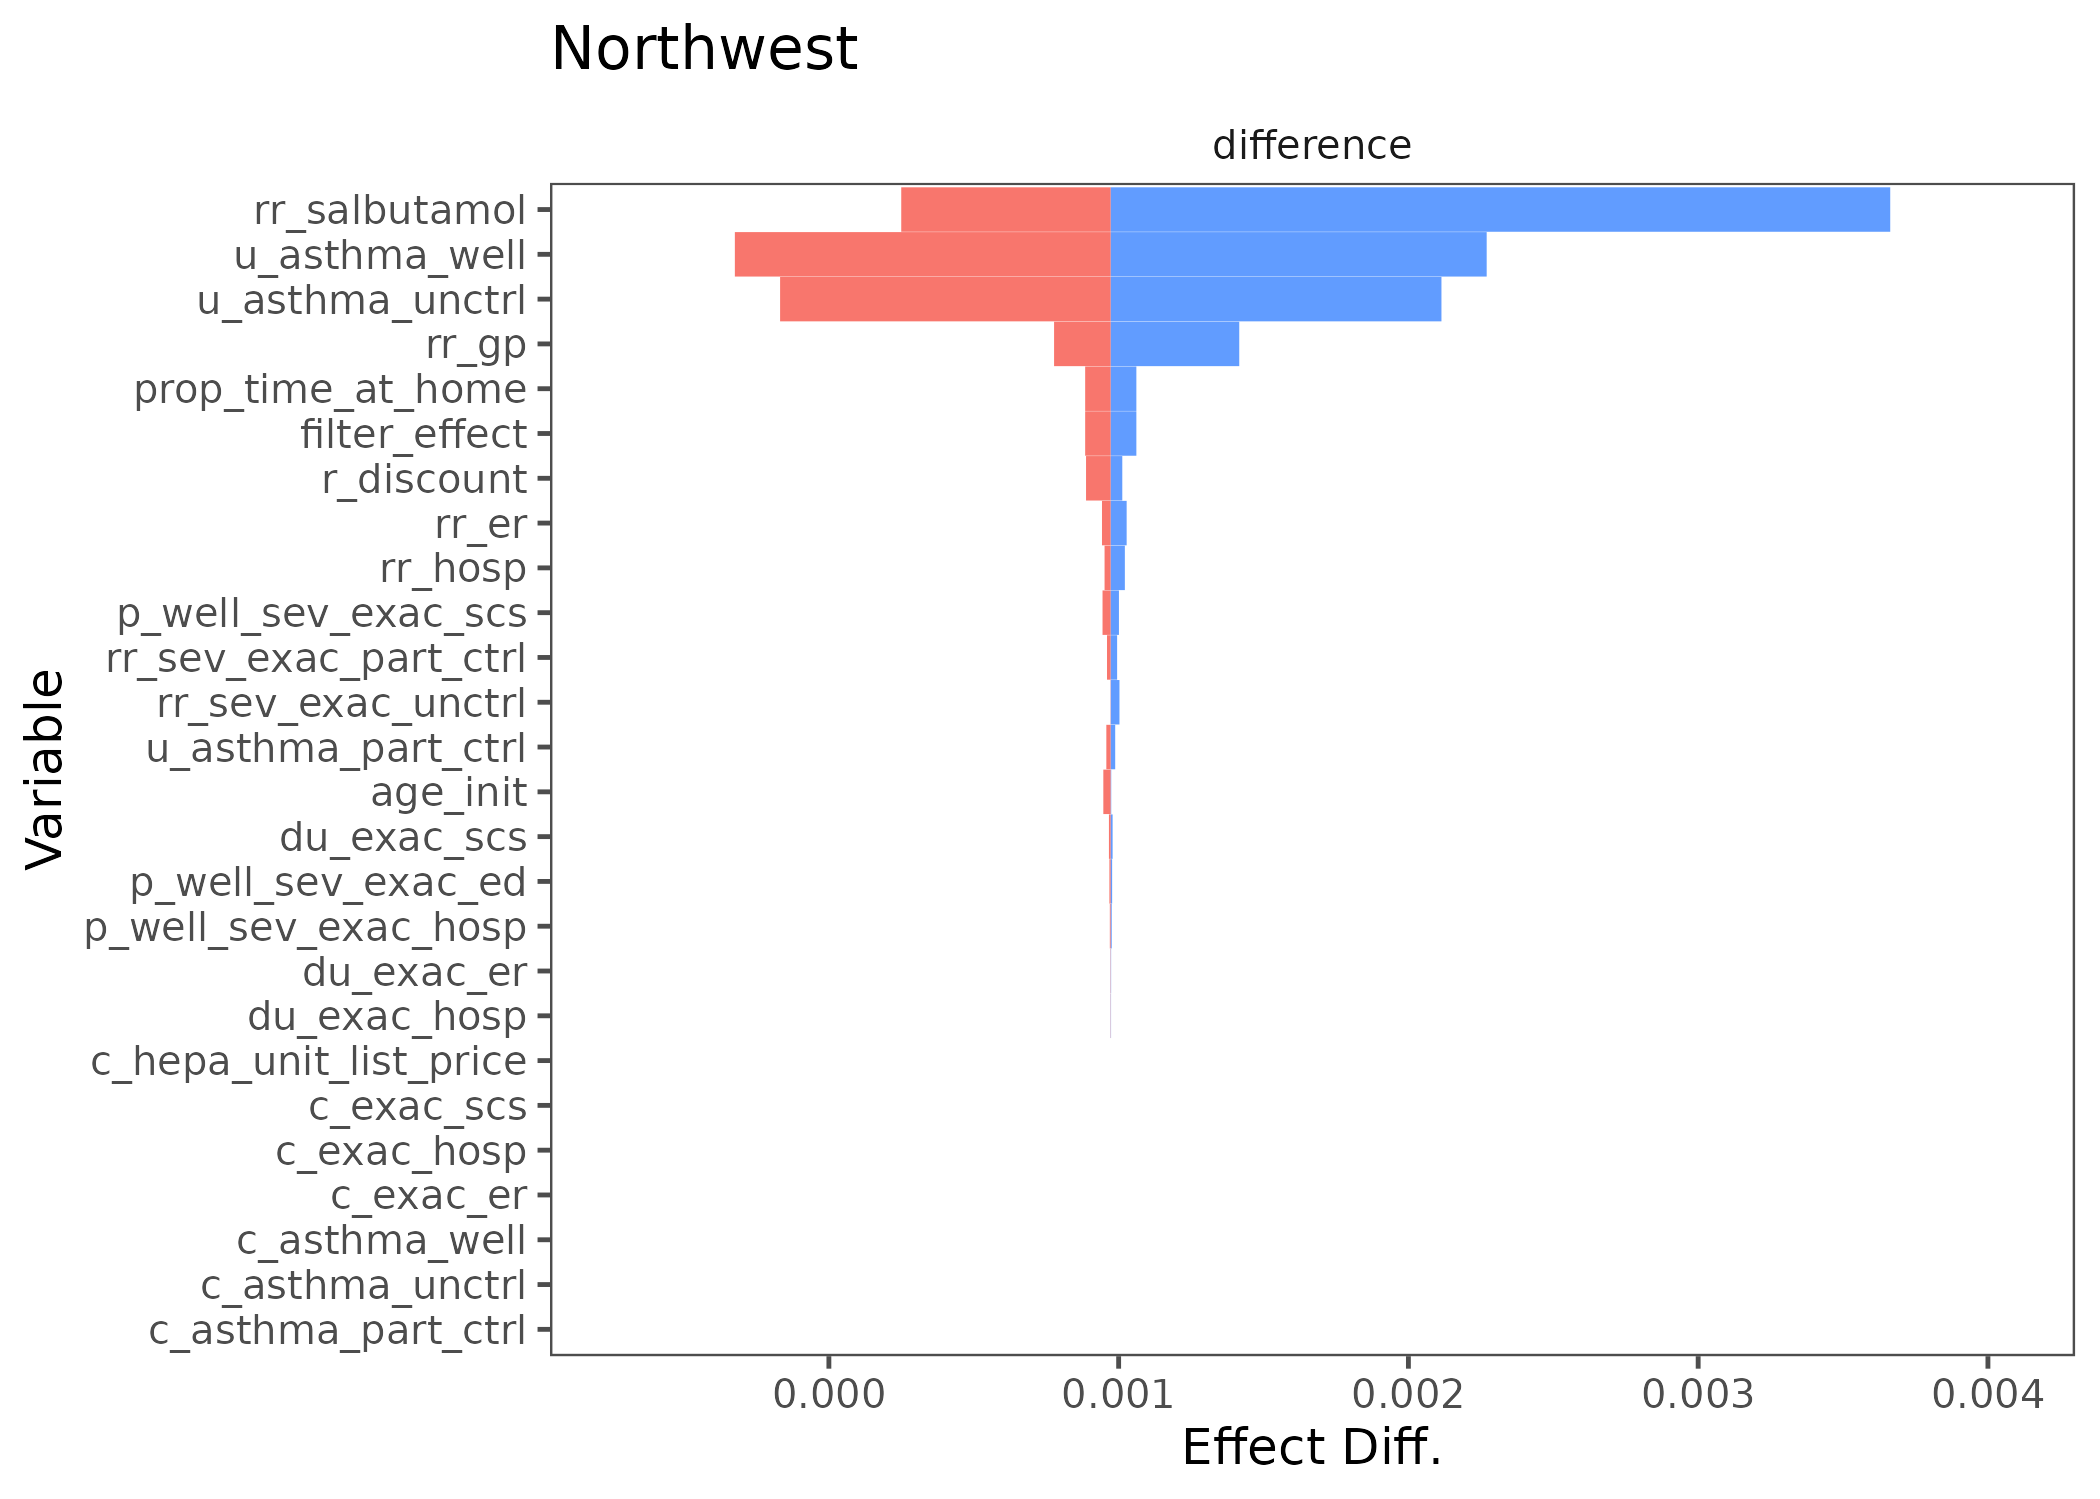 Northwest
difference
rr_salbutamol
u_asthma_well
u_asthma_unctrl
rr_gp
prop_time_at_home
filter_effect
r_discount
rr_er
rr_hosp
p_well_sev_exac_scs
rr_sev_exac_part_ctrl
rr_sev_exac_unctrl
u_asthma_part_ctrl
age_init
du_exac_scs
p_well_sev_exac_ed
p_well_sev_exac_hosp
du_exac_er
du_exac_hosp
c_hepa_unit_list_price
c_exac_scs
c_exac_hosp
c_exac_er
c_asthma_well
c_asthma_unctrl
c_asthma_part_ctrl
Variable
0.000 0.001 0.002 0.003 0.004
Effect Diff.